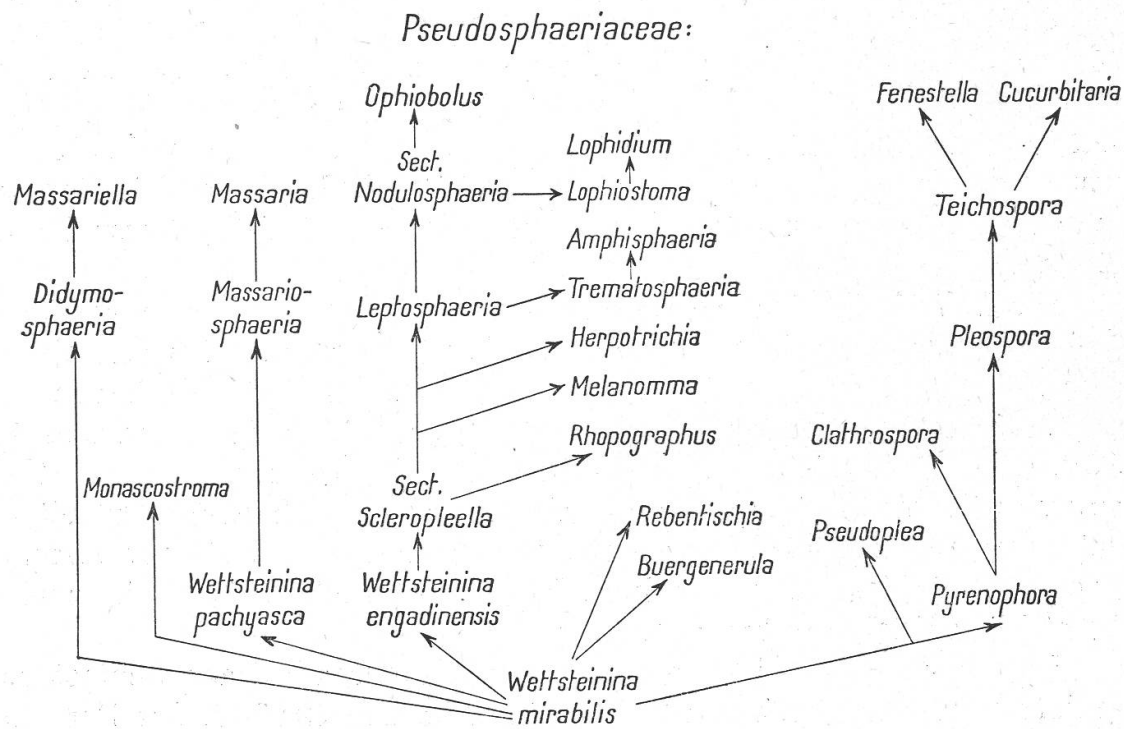 Pseudosphaeriaceae:
Ophiobolus
Fenestella Cucurbitaria
Sect.
Nodulosphaeria
Lophidium
Lophiostoma
Massariella
Massaria
Teichospora
Amphisphaeria
Didymo-
sphaeria
Massario-
sphaeria
Leptosphaeria
Trematosphaeria
Herpotrichia
Pleospora
Melanomma
Rhopographus
Clathrospora
Monascostroma
Sect.
Scleropleella
Rebentischia
Pseudoplea
Buergenerula
Wettsteinina
pachyasca
Wettsteinina
engadinensis
Pyrenophora
Wettsteinina
mirabilis